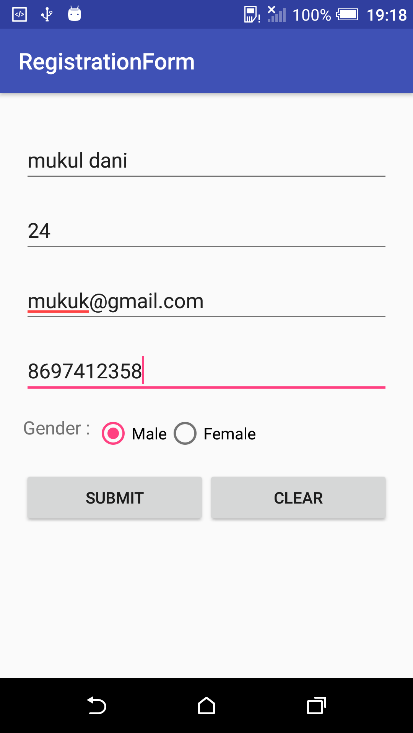 100% 19:18
RegistrationForm
mukul dani
24
mukuk@gmail.com
8697412358
Gender : Male Female
SUBMIT CLEAR